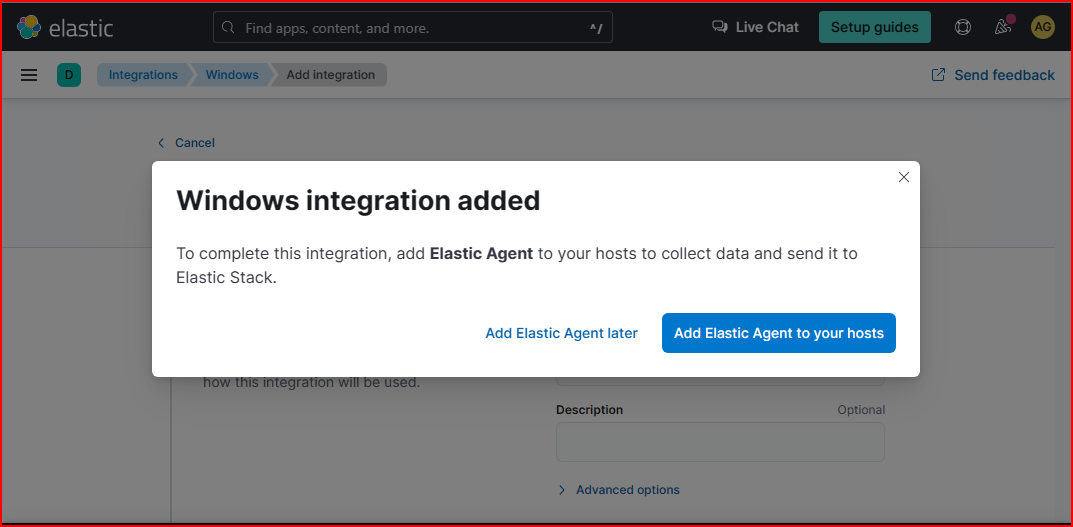 elastic
Find apps, content, and more.
^/
Live Chat
Setup guides
AG
D
Integrations
Windows
Add integration
Send feedback
Cancel
Windows integration added
To complete this integration, add Elastic Agent to your hosts to collect data and send it to
Elastic Stack.
Add Elastic Agent later
Add Elastic Agent to your hosts
how this integration will be used.
Description
Optional
Advanced options